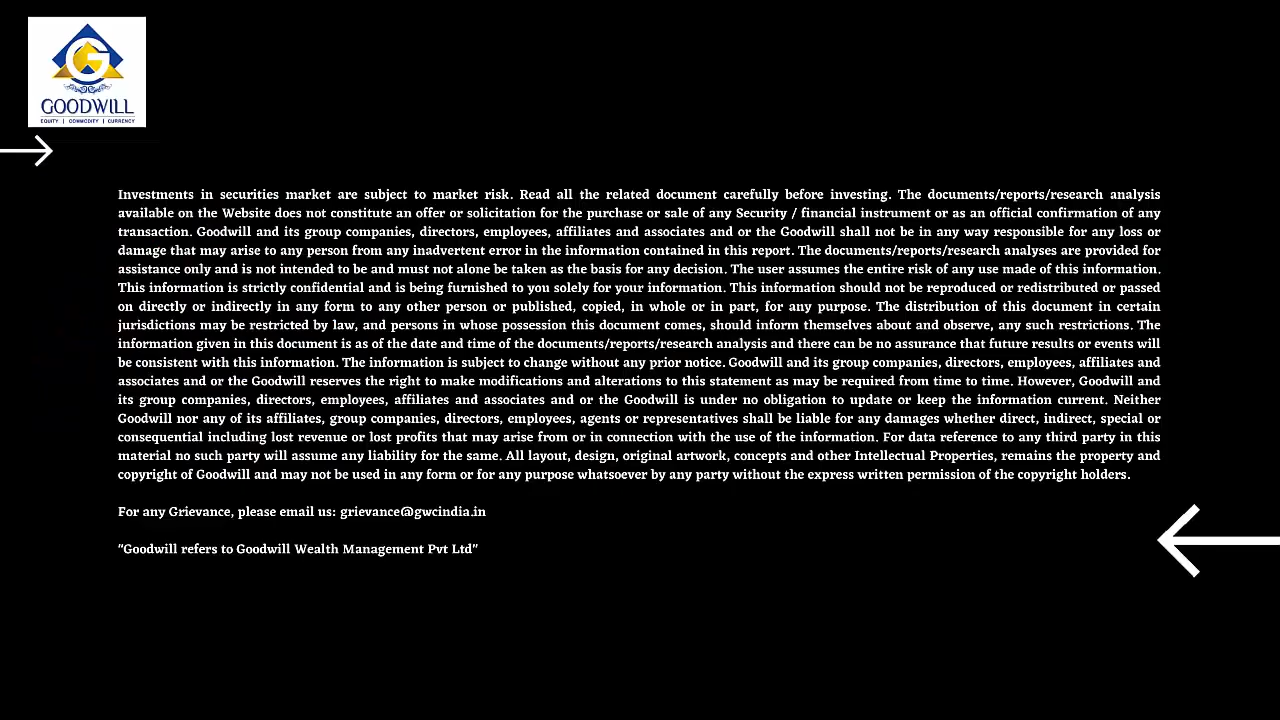 GOODWILL
EQUITY | COMMODITY | CURRENCY
Investments in securities market are subject to market risk. Read all the related document carefully before investing. The documents/reports/research analysis
available on the Website does not constitute an offer or solicitation for the purchase or sale of any Security / financial instrument or as an official confirmation of any
transaction. Goodwill and its group companies, directors, employees, affiliates and associates and or the Goodwill shall not be in any way responsible for any loss or
damage that may arise to any person from any inadvertent error in the information contained in this report. The documents/reports/research analyses are provided for
assistance only and is not intended to be and must not alone be taken as the basis for any decision. The user assumes the entire risk of any use made of this information.
This information is strictly confidential and is being furnished to you solely for your information. This information should not be reproduced or redistributed or passed
on directly or indirectly in any form to any other person or published, copied, in whole or in part, for any purpose. The distribution of this document in certain
jurisdictions may be restricted by law, and persons in whose possession this document comes, should inform themselves about and observe, any such restrictions. The
information given in this document is as of the date and time of the documents/reports/research analysis and there can be no assurance that future results or events will
be consistent with this information. The information is subject to change without any prior notice. Goodwill and its group companies, directors, employees, affiliates and
associates and or the Goodwill reserves the right to make modifications and alterations to this statement as may be required from time to time. However, Goodwill and
its group companies, directors, employees, affiliates and associates and or the Goodwill is under no obligation to update or keep the information current. Neither
Goodwill nor any of its affiliates, group companies, directors, employees, agents or representatives shall be liable for any damages whether direct, indirect, special or
consequential including lost revenue or lost profits that may arise from or in connection with the use of the information. For data reference to any third party in this
material no such party will assume any liability for the same. All layout, design, original artwork, concepts and other Intellectual Properties, remains the property and
copyright of Goodwill and may not be used in any form or for any purpose whatsoever by any party without the express written permission of the copyright holders.
For any Grievance, please email us: grievance@gwcindia.in
"Goodwill refers to Goodwill Wealth Management Pvt Ltd"